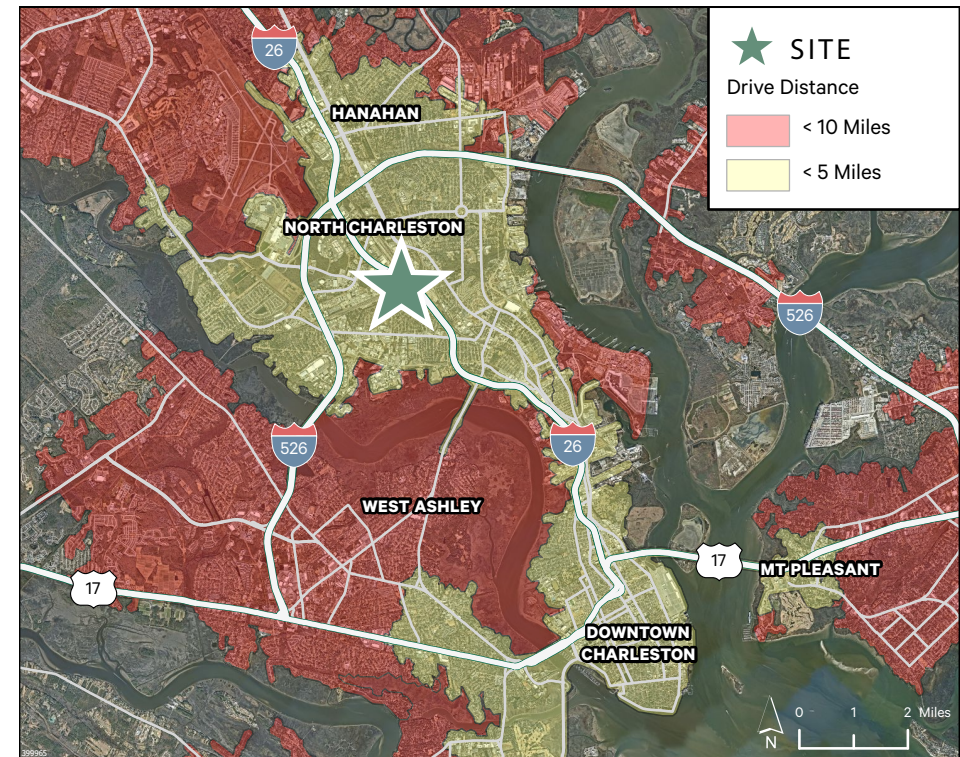 SITE
Drive Distance
< 10 Miles
< 5 Miles
26
HANAHAN
NORTH CHARLESTON
526
526
26
WEST ASHLEY
17
MT PLEASANT
17
DOWNTOWN
CHARLESTON
0 1 2 Miles
N
399965